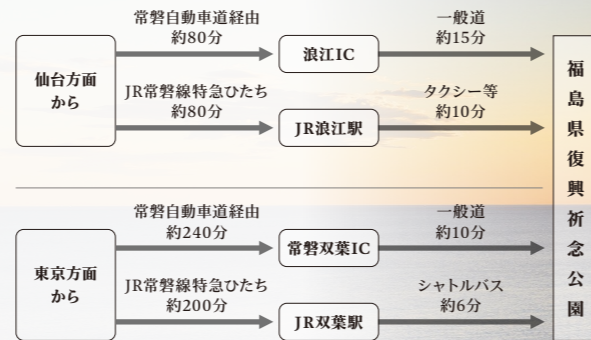 仙台方面
から
常磐自動車道経由
約80分
浪江IC
一般道
約15分
JR常磐線特急ひたち
約80分
JR浪江駅
タクシー等
約10分
東京方面
から
常磐自動車道経由
約240分
常磐双葉IC
一般道
約10分
JR常磐線特急ひたち
約200分
JR双葉駅
シャトルバス
約6分
福島県復興祈念公園